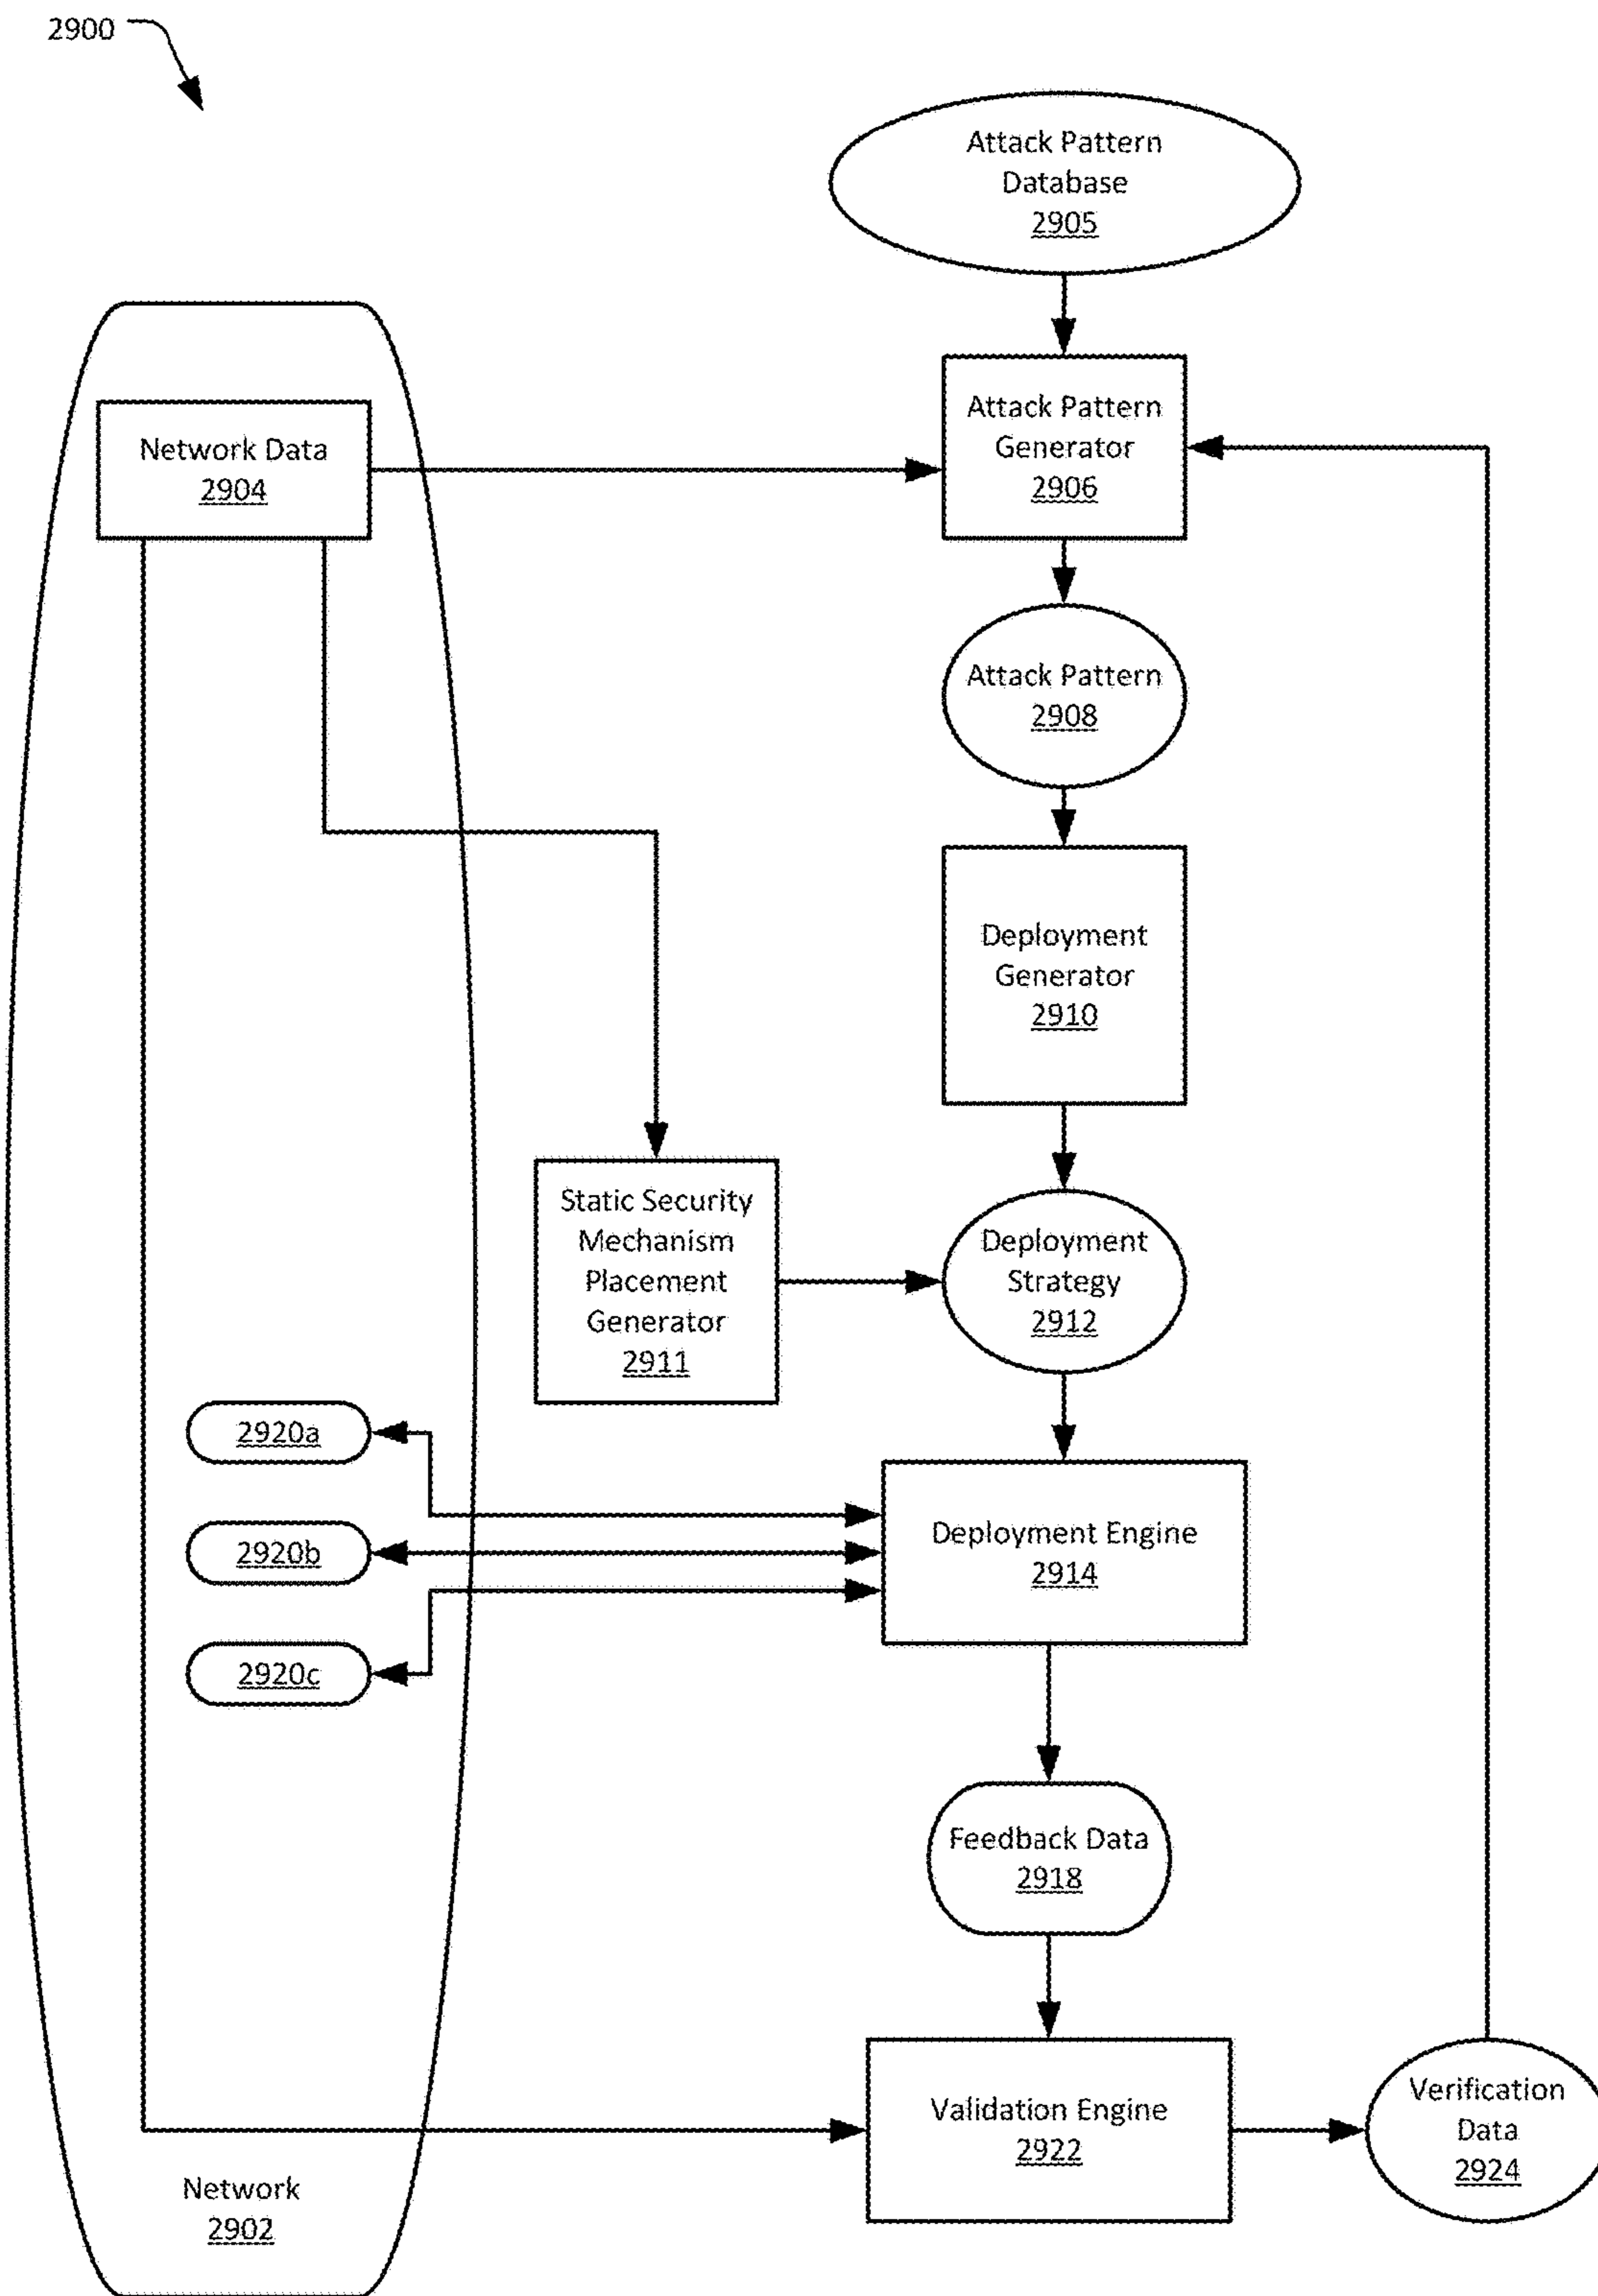 2900
Attack Pattern
Database
2905
Network Data
2904
Attack Pattern
Generator
2906
Attack Pattern
2908
Deployment
Generator
2910
Static Security
Mechanism
Placement
Generator
2911
Deployment
Strategy
2912
2920a
2920b
2920c
Deployment Engine
2914
Feedback Data
2918
Validation Engine
2922
Verification
Data
2924
Network
2902